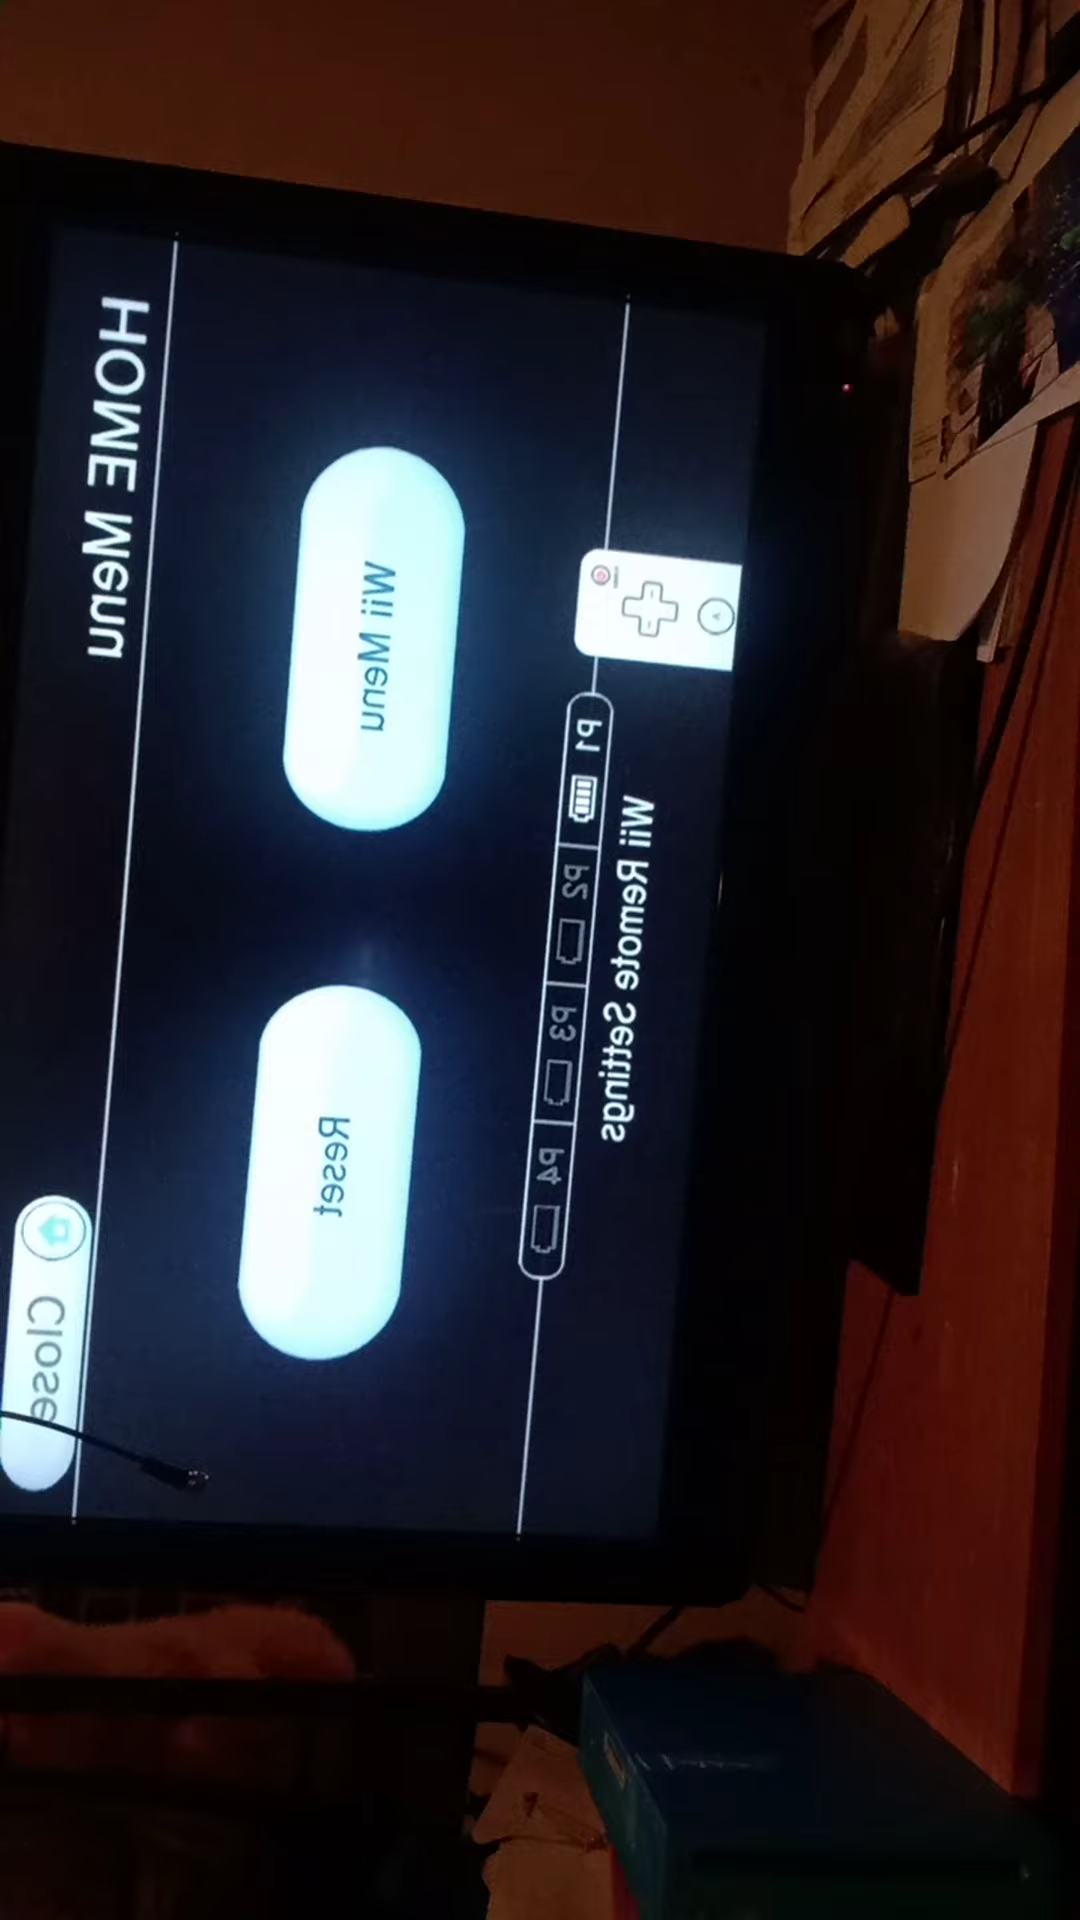 HOME Menu
Close
Wii Menu
Reset
P1
P2
P3
P4
Wii Remote Settings